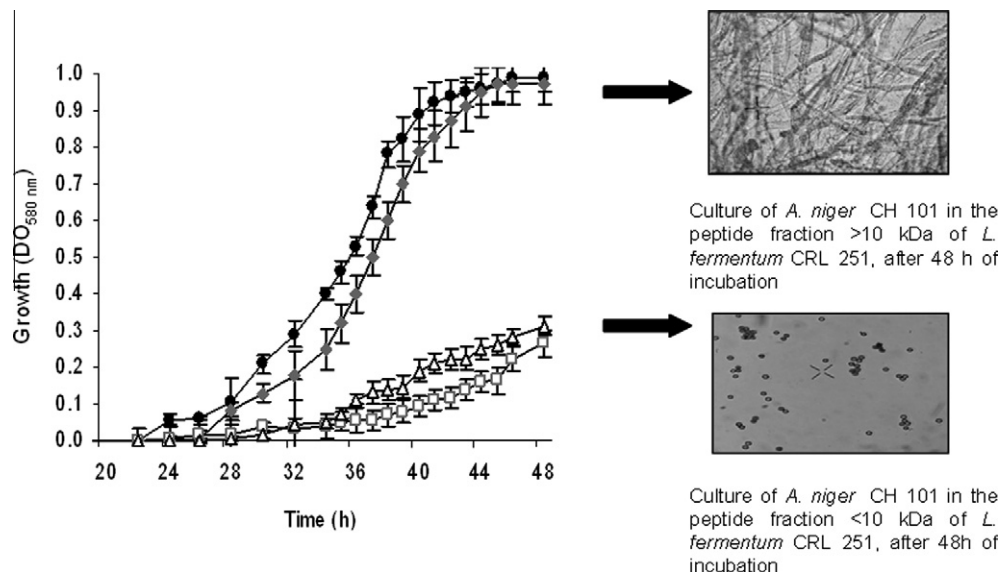 Growth (DO580 nm)
1.0
0.9
0.8
0.7
0.6
0.5
0.4
0.3
0.2
0.1
0.0
20 24 28 32 36 40 44 48
Time (h)
Culture of A. niger CH 101 in the
peptide fraction >10 kDa of L.
fermentum CRL 251, after 48 h of
incubation
Culture of A. niger CH 101 in the
peptide fraction <10 kDa of L.
fermentum CRL 251, after 48h of
incubation